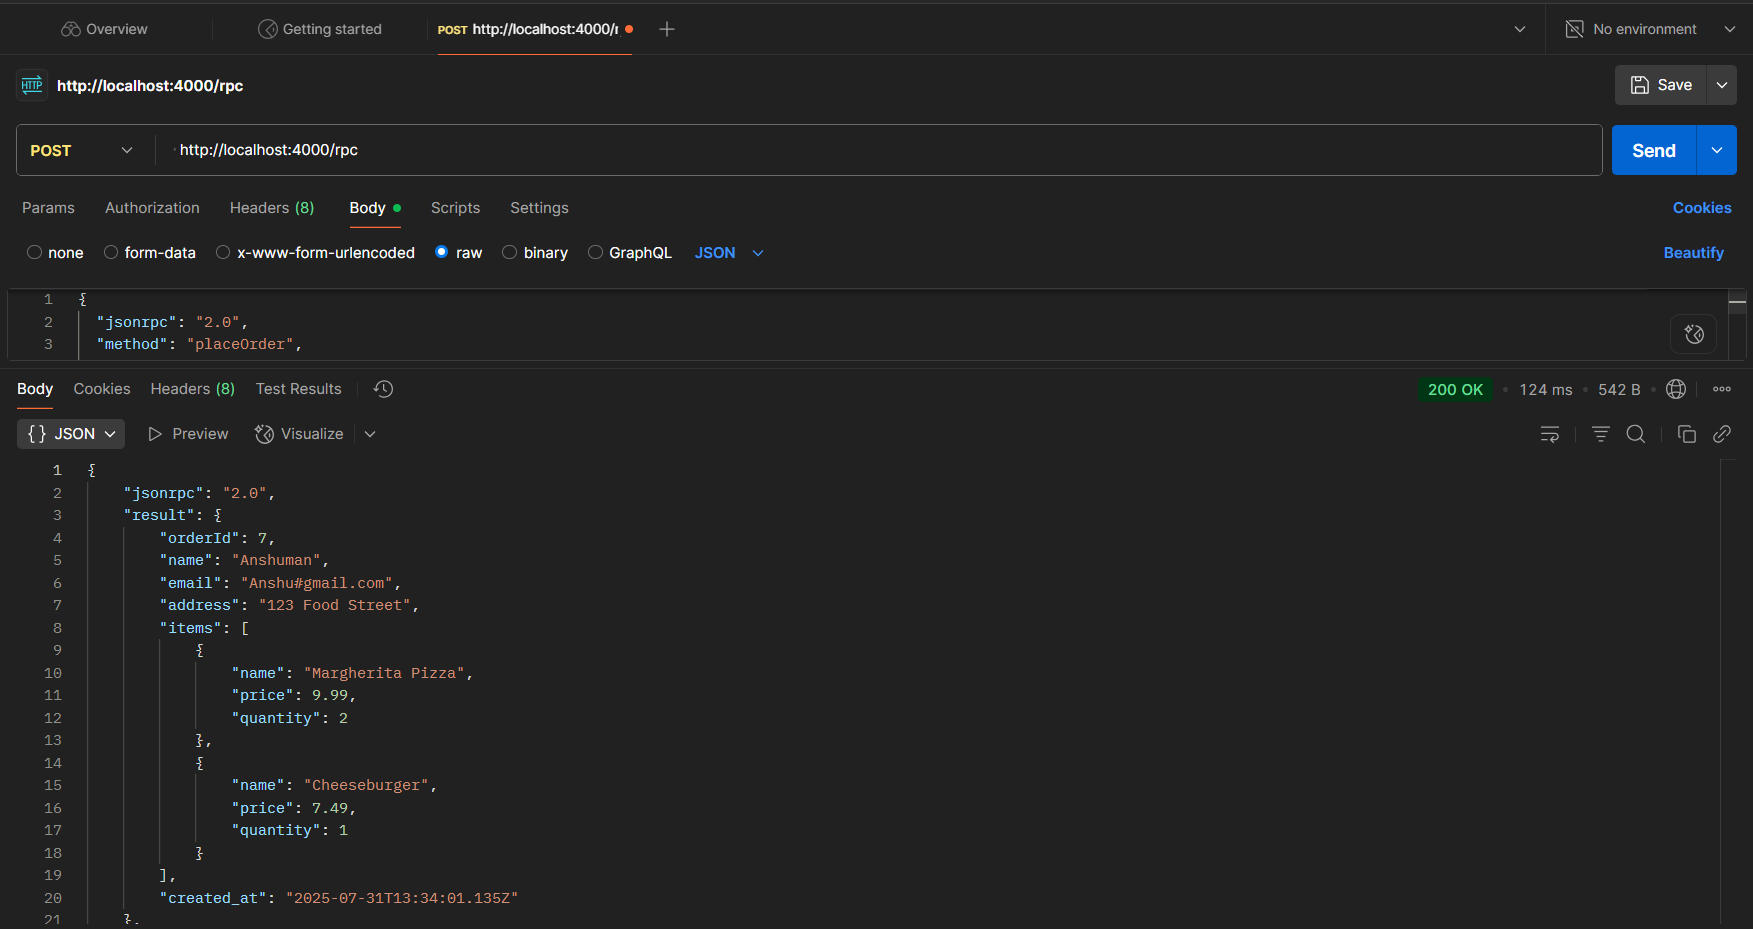 Overview Getting started POST http://localhost:4000/r No environment
HTTP http://localhost:4000/rpc Save
POST http://localhost:4000/rpc Send
Params Authorization Headers (8) Body Scripts Settings Cookies
none form-data x-www-form-urlencoded raw binary GraphQL JSON Beautify
1 {
2 "jsonrpc": "2.0",
3 "method": "placeOrder",
Body Cookies Headers (8) Test Results 200 OK • 124 ms • 542 B •
{} JSON Preview Visualize
1 {
2 "jsonrpc": "2.0",
3 "result": {
4 "orderId": 7,
5 "name": "Anshuman",
6 "email": "Anshu#gmail.com",
7 "address": "123 Food Street",
8 "items": [
9 {
10 "name": "Margherita Pizza",
11 "price": 9.99,
12 "quantity": 2
13 },
14 {
15 "name": "Cheeseburger",
16 "price": 7.49,
17 "quantity": 1
18 }
19 ],
20 "created_at": "2025-07-31T13:34:01.135Z"
21 },